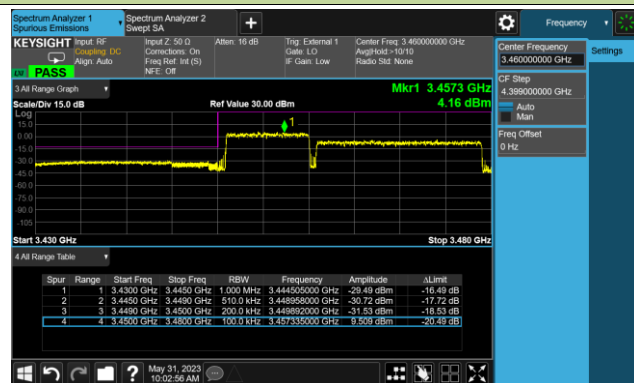 Spectrum Analyzer 1
Spurious Emissions
Spectrum Analyzer 2
Swept SA
Frequency
KEYSIGHT
Input: RF
Coupling: DC
Align: Auto
Input Z: 50 Ω
Corrections: On
Freq Ref: Int (S)
NFE: Off
Atten: 16 dB
Trig: External 1
Gate: LO
IF Gain: Low
Center Freq: 3.460000000 GHz
Avg|Hold:>10/10
Radio Std: None
PASS
Center Frequency
3.460000000 GHz
Settings
CF Step
4.399000000 GHz
Auto
Man
Freq Offset
0 Hz
3 All Range Graph
Mkr1 3.4573 GHz
Scale/Div 15.0 dB
Ref Value 30.00 dBm
4.16 dBm
Log
15.0
0.00
-15.0
-30.0
-45.0
-60.0
-75.0
-90.0
-105
1
Start 3.430 GHz
Stop 3.480 GHz
4 All Range Table
Spur Range Start Freq Stop Freq RBW Frequency Amplitude ΔLimit
1 1 3.4300 GHz 3.4450 GHz 1.000 MHz 3.444505000 GHz -29.49 dBm -16.49 dB
2 2 3.4450 GHz 3.4490 GHz 510.0 kHz 3.448958000 GHz -30.72 dBm -17.72 dB
3 3 3.4490 GHz 3.4500 GHz 200.0 kHz 3.449892000 GHz -31.53 dBm -18.53 dB
4 4 3.4500 GHz 3.4800 GHz 100.0 kHz 3.457335000 GHz 9.509 dBm -20.49 dB
?
May 31, 2023
10:02:56 AM